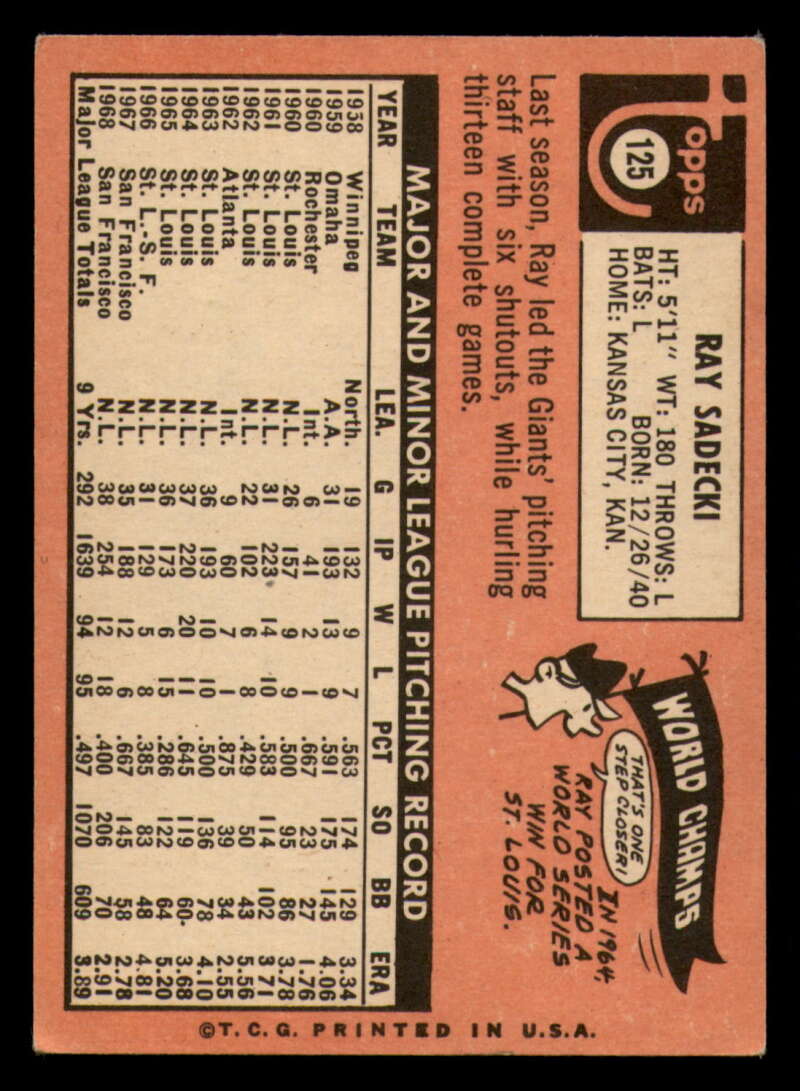 Topps
125
RAY SADECKI
HT: 5'11" WT: 180 THROWS: L
BATS: L BORN: 12/26/40
HOME: KANSAS CITY, KAN.
Last season, Ray led the Giants' pitching
staff with six shutouts, while hurling
thirteen complete games.
WORLD CHAMPS
THAT'S ONE
STEP CLOSER!
IN 1964,
RAY POSTED A
WORLD SERIES
WIN FOR
ST. LOUIS.
MAJOR AND MINOR LEAGUE PITCHING RECORD
YEAR TEAM LEA. G IP W L PCT SO BB ERA
1958 Winnipeg North. 19 132 9 7 .563 174 129 3.34
1959 Omaha A.A. 31 193 13 9 .591 175 145 4.06
1960 Rochester Int. 6 41 2 1 .667 23 27 1.76
1960 St. Louis N.L. 26 157 9 9 .500 95 86 3.78
1961 St. Louis N.L. 31 223 14 10 .583 114 102 3.71
1962 St. Louis N.L. 22 102 6 8 .429 50 43 5.56
1962 Atlanta Int. 9 60 7 1 .875 39 34 2.55
1963 St. Louis N.L. 36 193 10 10 .500 136 78 4.10
1964 St. Louis N.L. 37 220 20 11 .645 119 60 3.68
1965 St. Louis N.L. 36 173 6 15 .286 122 64 5.20
1966 St. L.-S. F. N.L. 31 129 5 8 .385 83 48 4.81
1967 San Francisco N.L. 35 188 12 6 .667 145 58 2.78
1968 San Francisco N.L. 38 254 12 18 .400 206 70 2.91
Major League Totals 9 Yrs. 292 1639 94 95 .497 1070 609 3.89
©T.C.G. PRINTED IN U.S.A.